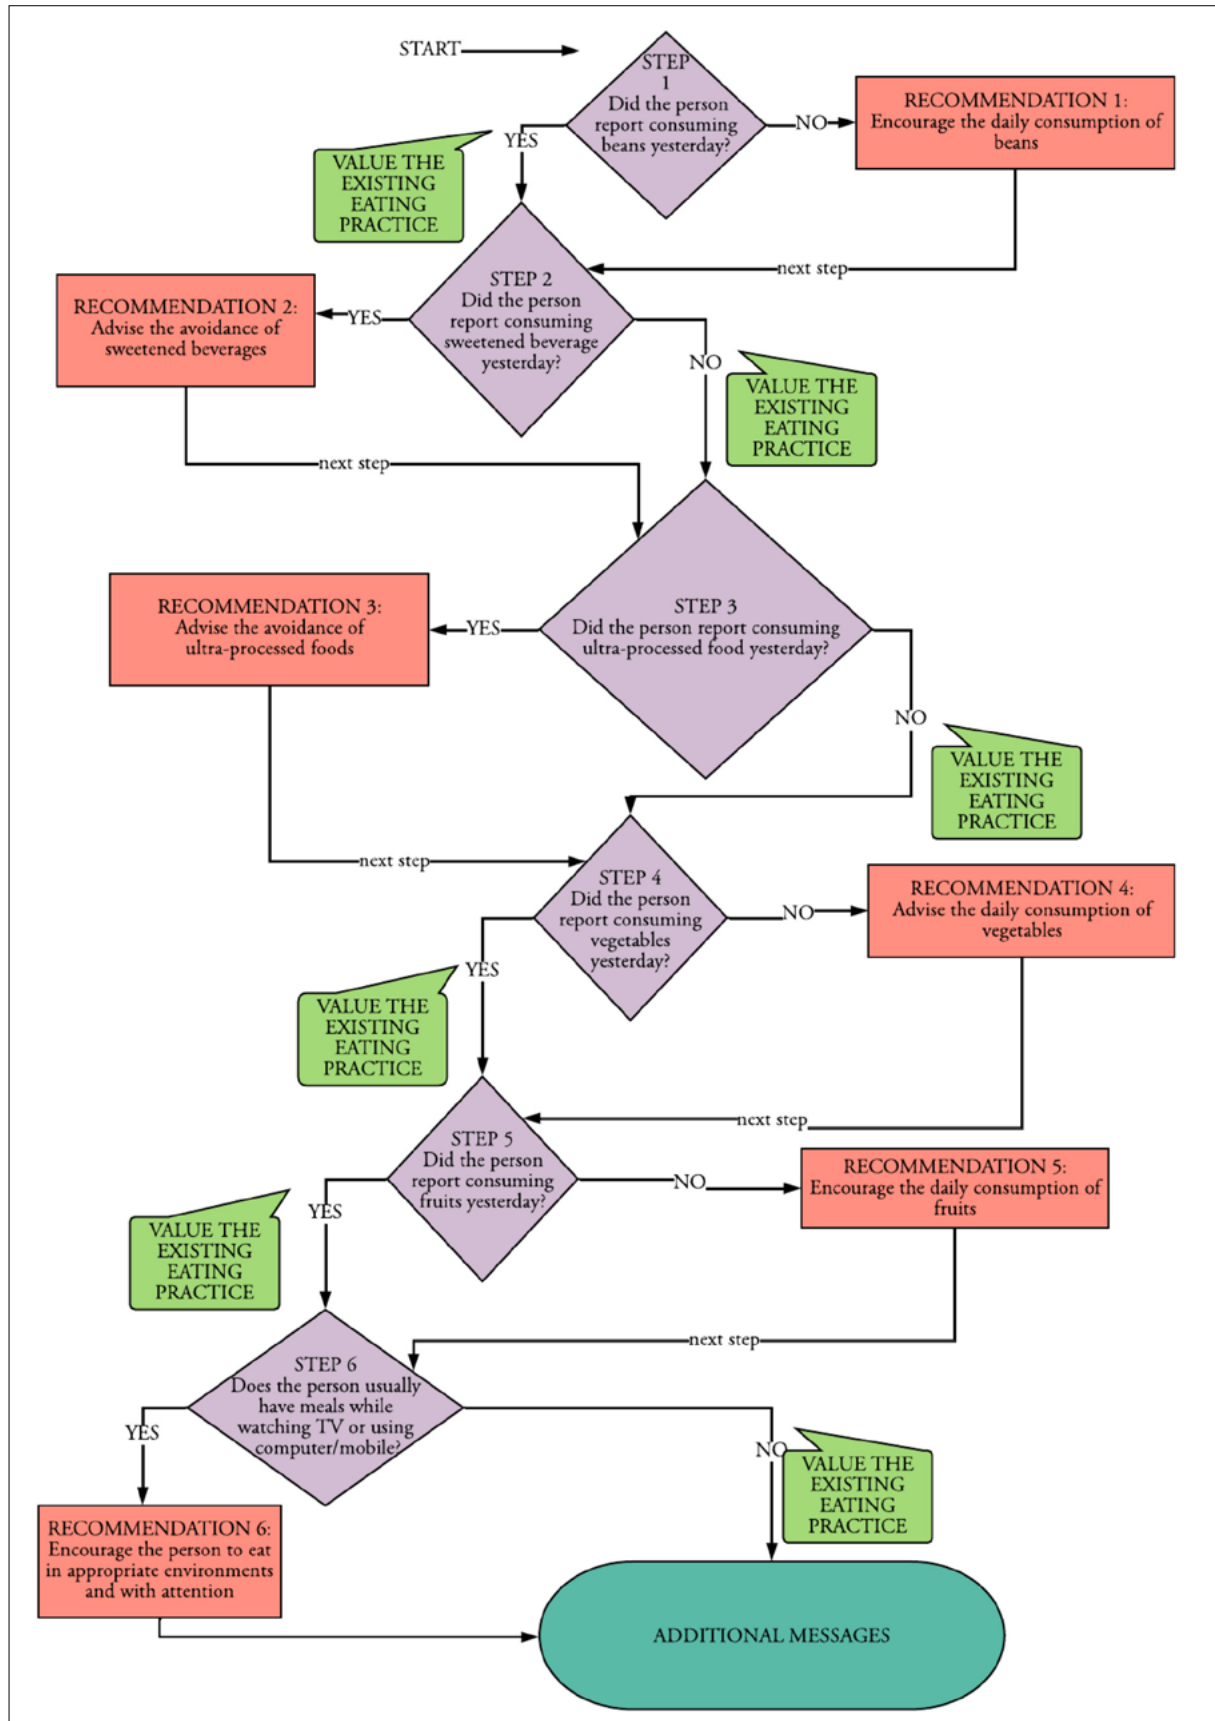 START
STEP
1
Did the person
report consuming
beans yesterday?
NO
RECOMMENDATION 1:
Encourage the daily consumption of
beans
YES
VALUE THE
EXISTING
EATING
PRACTICE
next step
STEP 2
Did the person
report consuming
sweetened beverage
yesterday?
YES
RECOMMENDATION 2:
Advise the avoidance of
sweetened beverages
NO
VALUE THE
EXISTING
EATING
PRACTICE
next step
STEP 3
Did the person report consuming
ultra-processed food yesterday?
YES
RECOMMENDATION 3:
Advise the avoidance of
ultra-processed foods
NO
VALUE THE
EXISTING
EATING
PRACTICE
next step
STEP 4
Did the person
report consuming
vegetables
yesterday?
NO
RECOMMENDATION 4:
Advise the daily consumption of
vegetables
YES
VALUE THE
EXISTING
EATING
PRACTICE
next step
STEP 5
Did the person
report consuming
fruits yesterday?
NO
RECOMMENDATION 5:
Encourage the daily consumption of
fruits
YES
VALUE THE
EXISTING
EATING
PRACTICE
next step
STEP 6
Does the person usually
have meals while
watching TV or using
computer/mobile?
YES
NO
VALUE THE
EXISTING
EATING
PRACTICE
RECOMMENDATION 6:
Encourage the person to eat
in appropriate environments
and with attention
ADDITIONAL MESSAGES